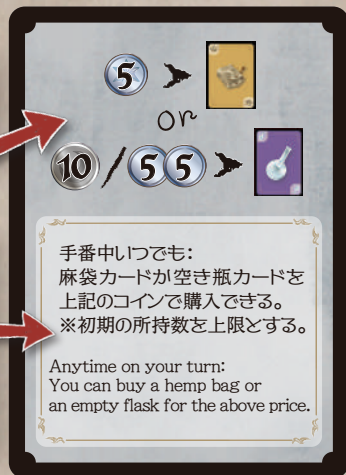 5
or
10 / 5 5
手番中いつでも:
麻袋カードか空き瓶カードを
上記のコインで購入できる。
※初期の所持数を上限とする。
Anytime on your turn:
You can buy a hemp bag or
an empty flask for the above price.